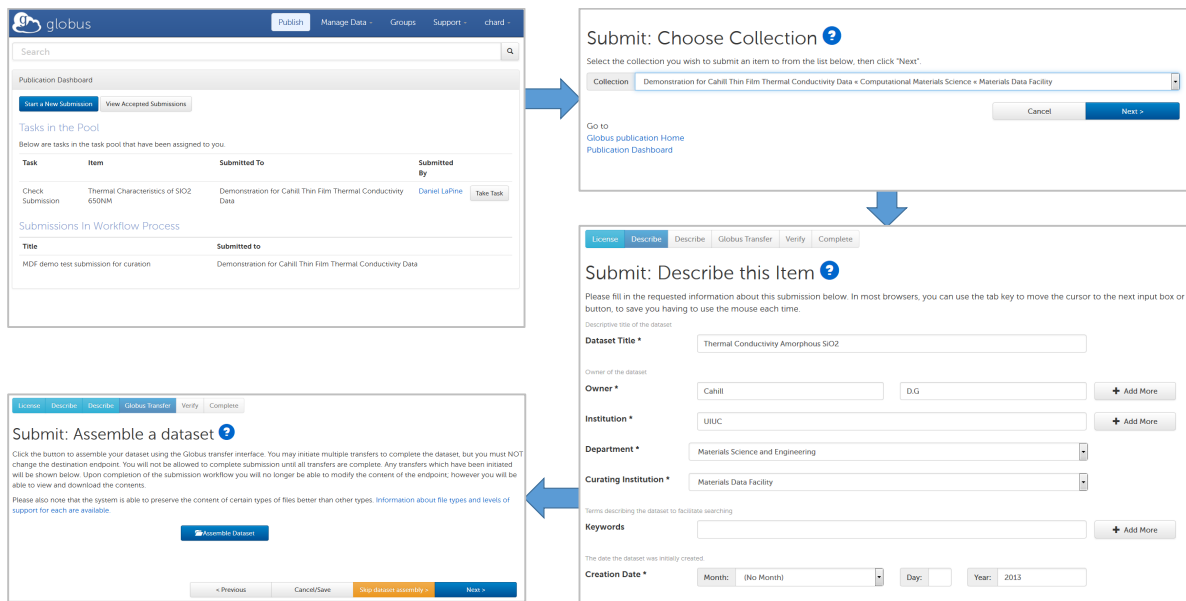 globus
Publish Manage Data Groups Support chard
Search
Publication Dashboard
Start a New Submission View Accepted Submissions
Tasks in the Pool
Below are tasks in the task pool that have been assigned to you.
Task Item Submitted To Submitted By
Check Submission Thermal Characteristics of SIO2 650NM Demonstration for Cahill Thin Film Thermal Conductivity Data Daniel LaPine Take Task
Submissions In Workflow Process
Title Submitted to
MDF demo test submission for curation Demonstration for Cahill Thin Film Thermal Conductivity Data
Submit: Choose Collection ?
Select the collection you wish to submit an item to from the list below, then click "Next".
Collection Demonstration for Cahill Thin Film Thermal Conductivity Data « Computational Materials Science « Materials Data Facility
Cancel Next >
Go to
Globus publication Home
Publication Dashboard
License Describe Describe Globus Transfer Verify Complete
Submit: Describe this Item ?
Please fill in the requested information about this submission below. In most browsers, you can use the tab key to move the cursor to the next input box or
button, to save you having to use the mouse each time.
Descriptive title of the dataset
Dataset Title * Thermal Conductivity Amorphous SiO2
Owner of the dataset
Owner * Cahill D.G + Add More
Institution * UIUC + Add More
Department * Materials Science and Engineering
Curating Institution * Materials Data Facility
Terms describing the dataset to facilitate searching
Keywords + Add More
The date the dataset was initially created
Creation Date * Month: (No Month) Day: Year: 2013
License Describe Describe Globus Transfer Verify Complete
Submit: Assemble a dataset ?
Click the button to assemble your dataset using the Globus transfer interface. You may initiate multiple transfers to complete the dataset, but you must NOT
change the destination endpoint. You will not be allowed to complete submission until all transfers are complete. Any transfers which have been initiated
will be shown below. Upon completion of the submission workflow you will no longer be able to modify the content of the endpoint; however you will be
able to view and download the contents.
Please also note that the system is able to preserve the content of certain types of files better than other types. Information about file types and levels of
support for each are available.
Assemble Dataset
< Previous Cancel/Save Skip dataset assembly > Next >